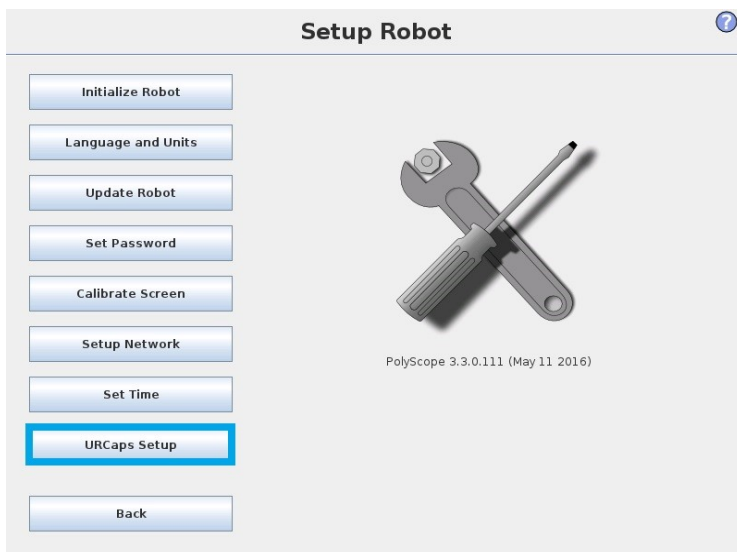 Setup Robot
?
Initialize Robot
Language and Units
Update Robot
Set Password
Calibrate Screen
Setup Network
PolyScope 3.3.0.111 (May 11 2016)
Set Time
URCaps Setup
Back